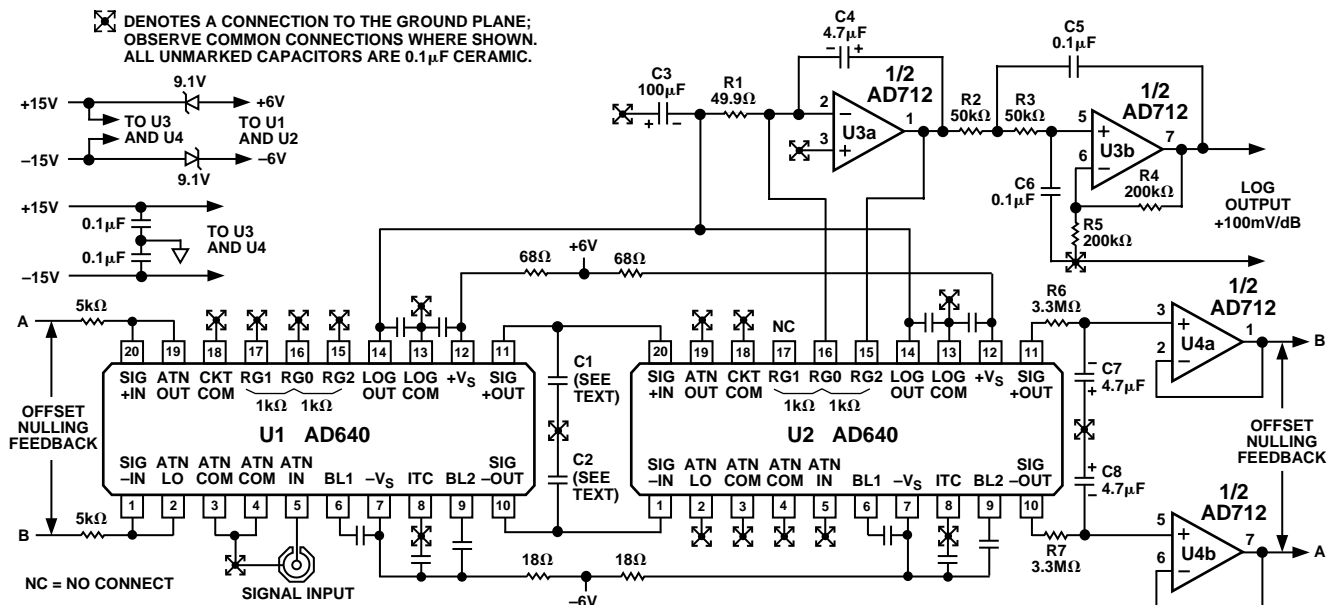 DENOTES A CONNECTION TO THE GROUND PLANE;
OBSERVE COMMON CONNECTIONS WHERE SHOWN.
ALL UNMARKED CAPACITORS ARE 0.1µF CERAMIC.
9.1V
+15V
+6V
TO U3
AND U4
TO U1
AND U2
–15V
–6V
9.1V
+15V
0.1µF
TO U3
AND U4
0.1µF
–15V
C4
4.7µF
– +
C5
0.1µF
C3
100µF
+ –
R1
49.9Ω
1/2
AD712
2
–
U3a
1
3
+
R2
50kΩ
R3
50kΩ
1/2
AD712
5
+
U3b
7
6
–
C6
0.1µF
R4
200kΩ
R5
200kΩ
LOG
OUTPUT
+100mV/dB
+6V
68Ω 68Ω
A
5kΩ
OFFSET
NULLING
FEEDBACK
B
5kΩ
20 19 18 17 16 15 14 13 12 11
SIG
+IN
ATN
OUT
CKT
COM
RG1 RG0 RG2
1kΩ 1kΩ
LOG
OUT
LOG
COM
+VS
SIG
+OUT
U1 AD640
SIG
–IN
ATN
LO
ATN
COM
ATN
COM
ATN
IN
BL1
–VS
ITC
BL2
SIG
–OUT
1 2 3 4 5 6 7 8 9 10
C1
(SEE
TEXT)
C2
(SEE
TEXT)
NC
20 19 18 17 16 15 14 13 12 11
SIG
+IN
ATN
OUT
CKT
COM
RG1 RG0 RG2
1kΩ 1kΩ
LOG
OUT
LOG
COM
+VS
SIG
+OUT
U2 AD640
SIG
–IN
ATN
LO
ATN
COM
ATN
COM
ATN
IN
BL1
–VS
ITC
BL2
SIG
–OUT
1 2 3 4 5 6 7 8 9 10
R6
3.3MΩ
1/2
AD712
3
+
U4a
1
2
–
B
–
C7
4.7µF
+
+
C8
4.7µF
–
OFFSET
NULLING
FEEDBACK
1/2
AD712
5
+
U4b
7
6
–
A
R7
3.3MΩ
18Ω 18Ω
–6V
NC = NO CONNECT
SIGNAL INPUT